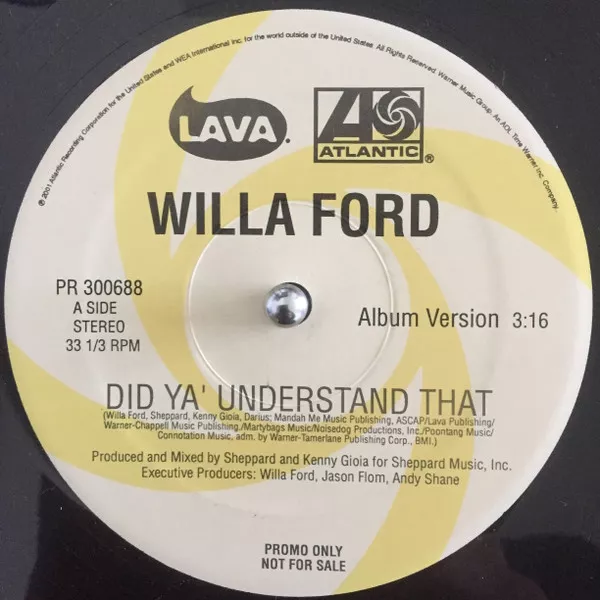 ℗ 2001 Atlantic Recording Corporation for the United States and WEA International Inc. for the world outside of the United States. All Rights Reserved. Warner Music Group. An AOL Time Warner Inc. Company.
LAVA.
ATLANTIC®
WILLA FORD
PR 300688
A SIDE
STEREO
33 1/3 RPM
Album Version 3:16
DID YA' UNDERSTAND THAT
(Willa Ford, Sheppard, Kenny Gioia, Darius; Mandah Me Music Publishing, ASCAP/Lava Publishing/
Warner-Chappell Music Publishing./Martybags Music/Noisedog Productions, Inc./Poontang Music/
Connotation Music, adm. by Warner-Tamerlane Publishing Corp., BMI.)
Produced and Mixed by Sheppard and Kenny Gioia for Sheppard Music, Inc.
Executive Producers: Willa Ford, Jason Flom, Andy Shane
PROMO ONLY
NOT FOR SALE